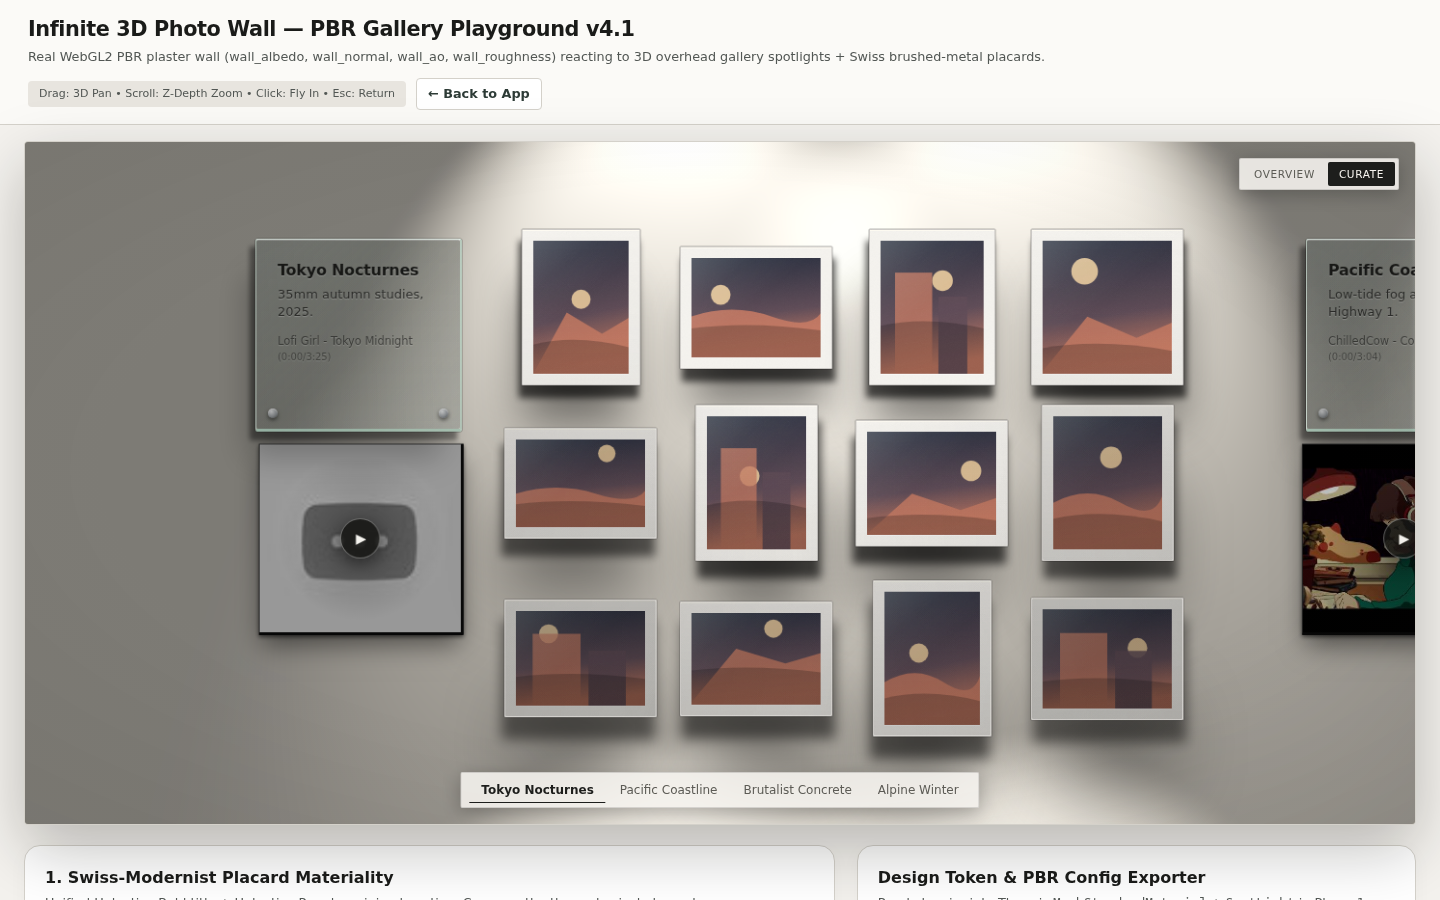 Infinite 3D Photo Wall — PBR Gallery Playground v4.1
Real WebGL2 PBR plaster wall (wall_albedo, wall_normal, wall_ao, wall_roughness) reacting to 3D overhead gallery spotlights + Swiss brushed-metal placards.
Drag: 3D Pan • Scroll: Z-Depth Zoom • Click: Fly In • Esc: Return
← Back to App
OVERVIEW
CURATE
Tokyo Nocturnes
35mm autumn studies,
2025.
Lofi Girl - Tokyo Midnight
(0:00/3:25)
Pacific Coa
Low-tide fog a
Highway 1.
ChilledCow - Co
(0:00/3:04)
Tokyo Nocturnes
Pacific Coastline
Brutalist Concrete
Alpine Winter
1. Swiss-Modernist Placard Materiality
Design Token & PBR Config Exporter